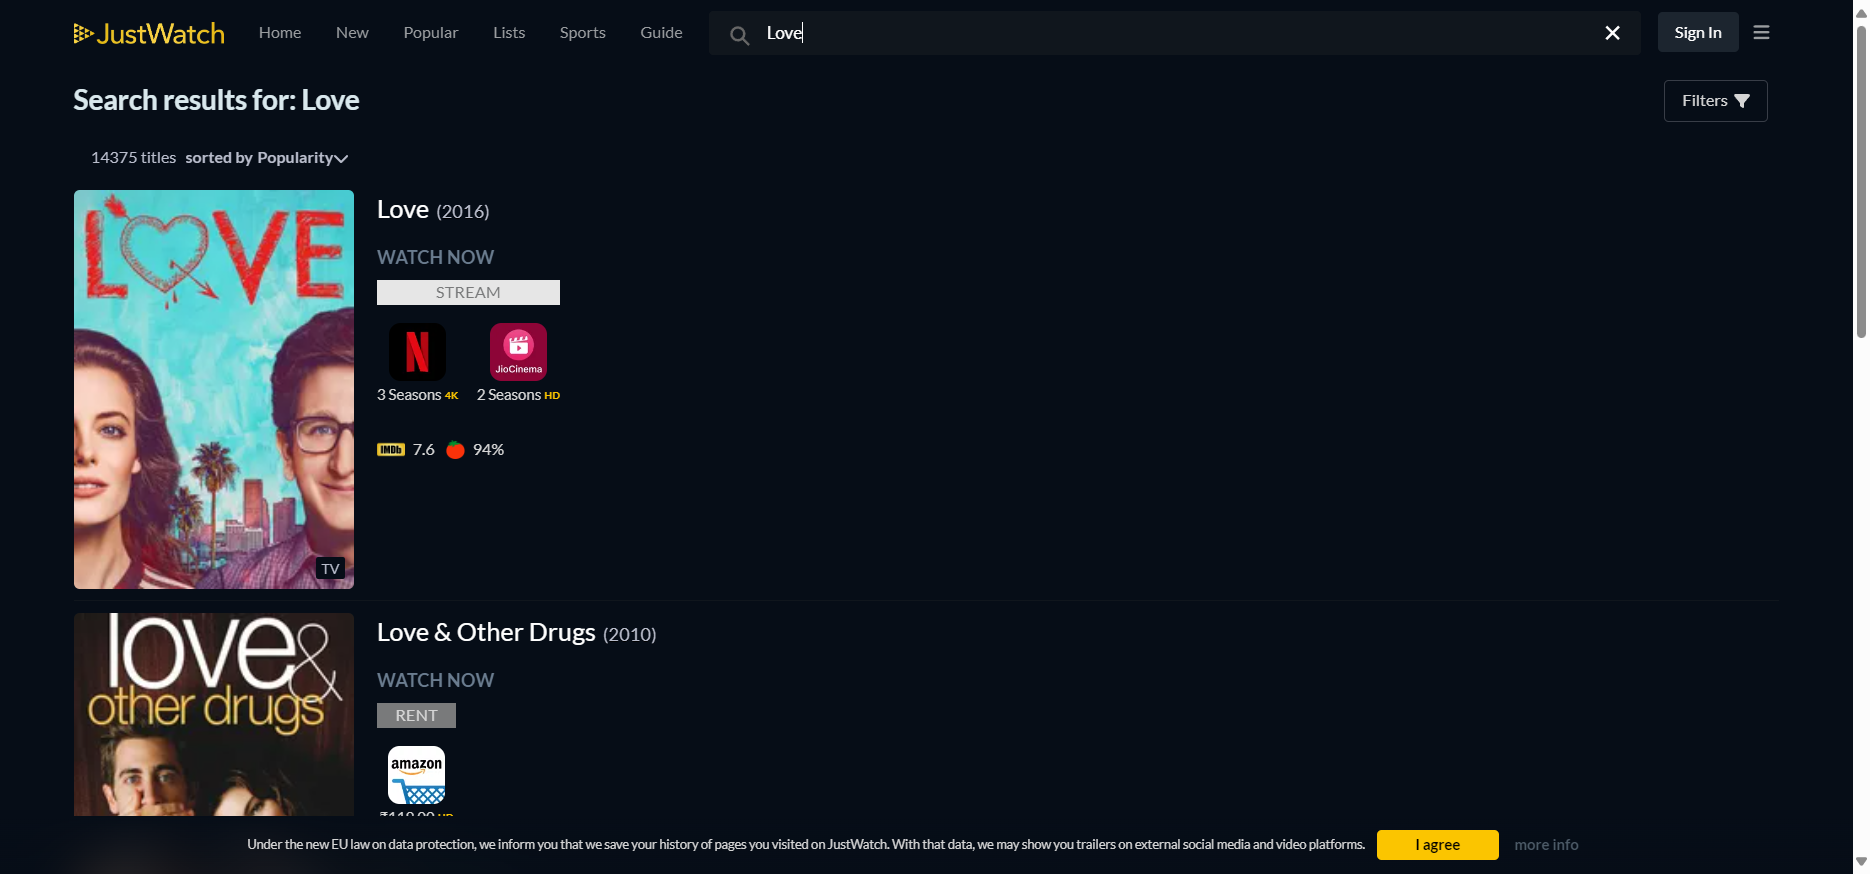 JustWatch Home New Popular Lists Sports Guide Love Sign In
Search results for: Love
Filters
14375 titles sorted by Popularity
LOVE
TV
Love (2016)
WATCH NOW
STREAM
N
JioCinema
3 Seasons 4K 2 Seasons HD
IMDb 7.6 94%
love&
other drugs
Love & Other Drugs (2010)
WATCH NOW
RENT
amazon
Under the new EU law on data protection, we inform you that we save your history of pages you visited on JustWatch. With that data, we may show you trailers on external social media and video platforms. I agree more info